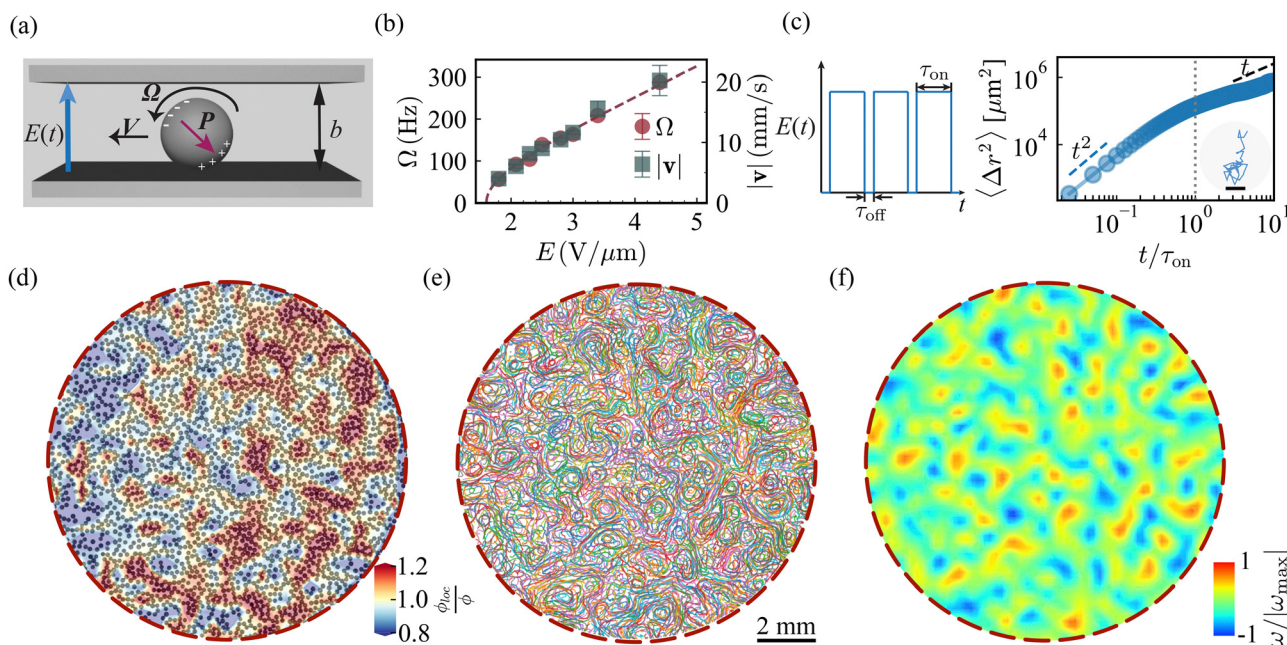 (a)
Ω
E(t)
V
P
b
(b)
Ω (Hz)
300
200
100
0
2
3
4
5
E (V/μm)
Ω
|v|
20
10
0
|v| (mm/s)
(c)
E(t)
τon
τoff
t
⟨Δr²⟩ [μm²]
10⁶
10⁴
t²
t
10⁻¹
10⁰
10¹
t/τon
(d)
1.2
1.0
0.8
ϕloc
ϕ
(e)
2 mm
(f)
1
-1
ω/|ωmax|